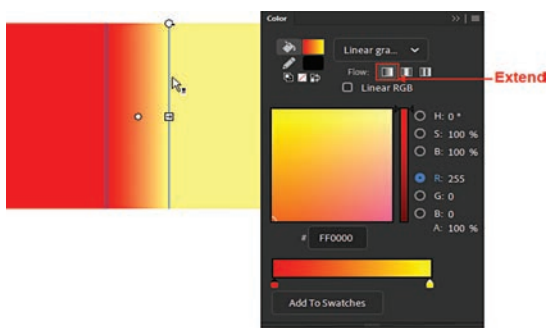 Color
Linear gra...
Flow:
Extend
Linear RGB
H: 0 °
S: 100 %
B: 100 %
R: 255
G: 0
B: 0
A: 100 %
# FF0000
Add To Swatches